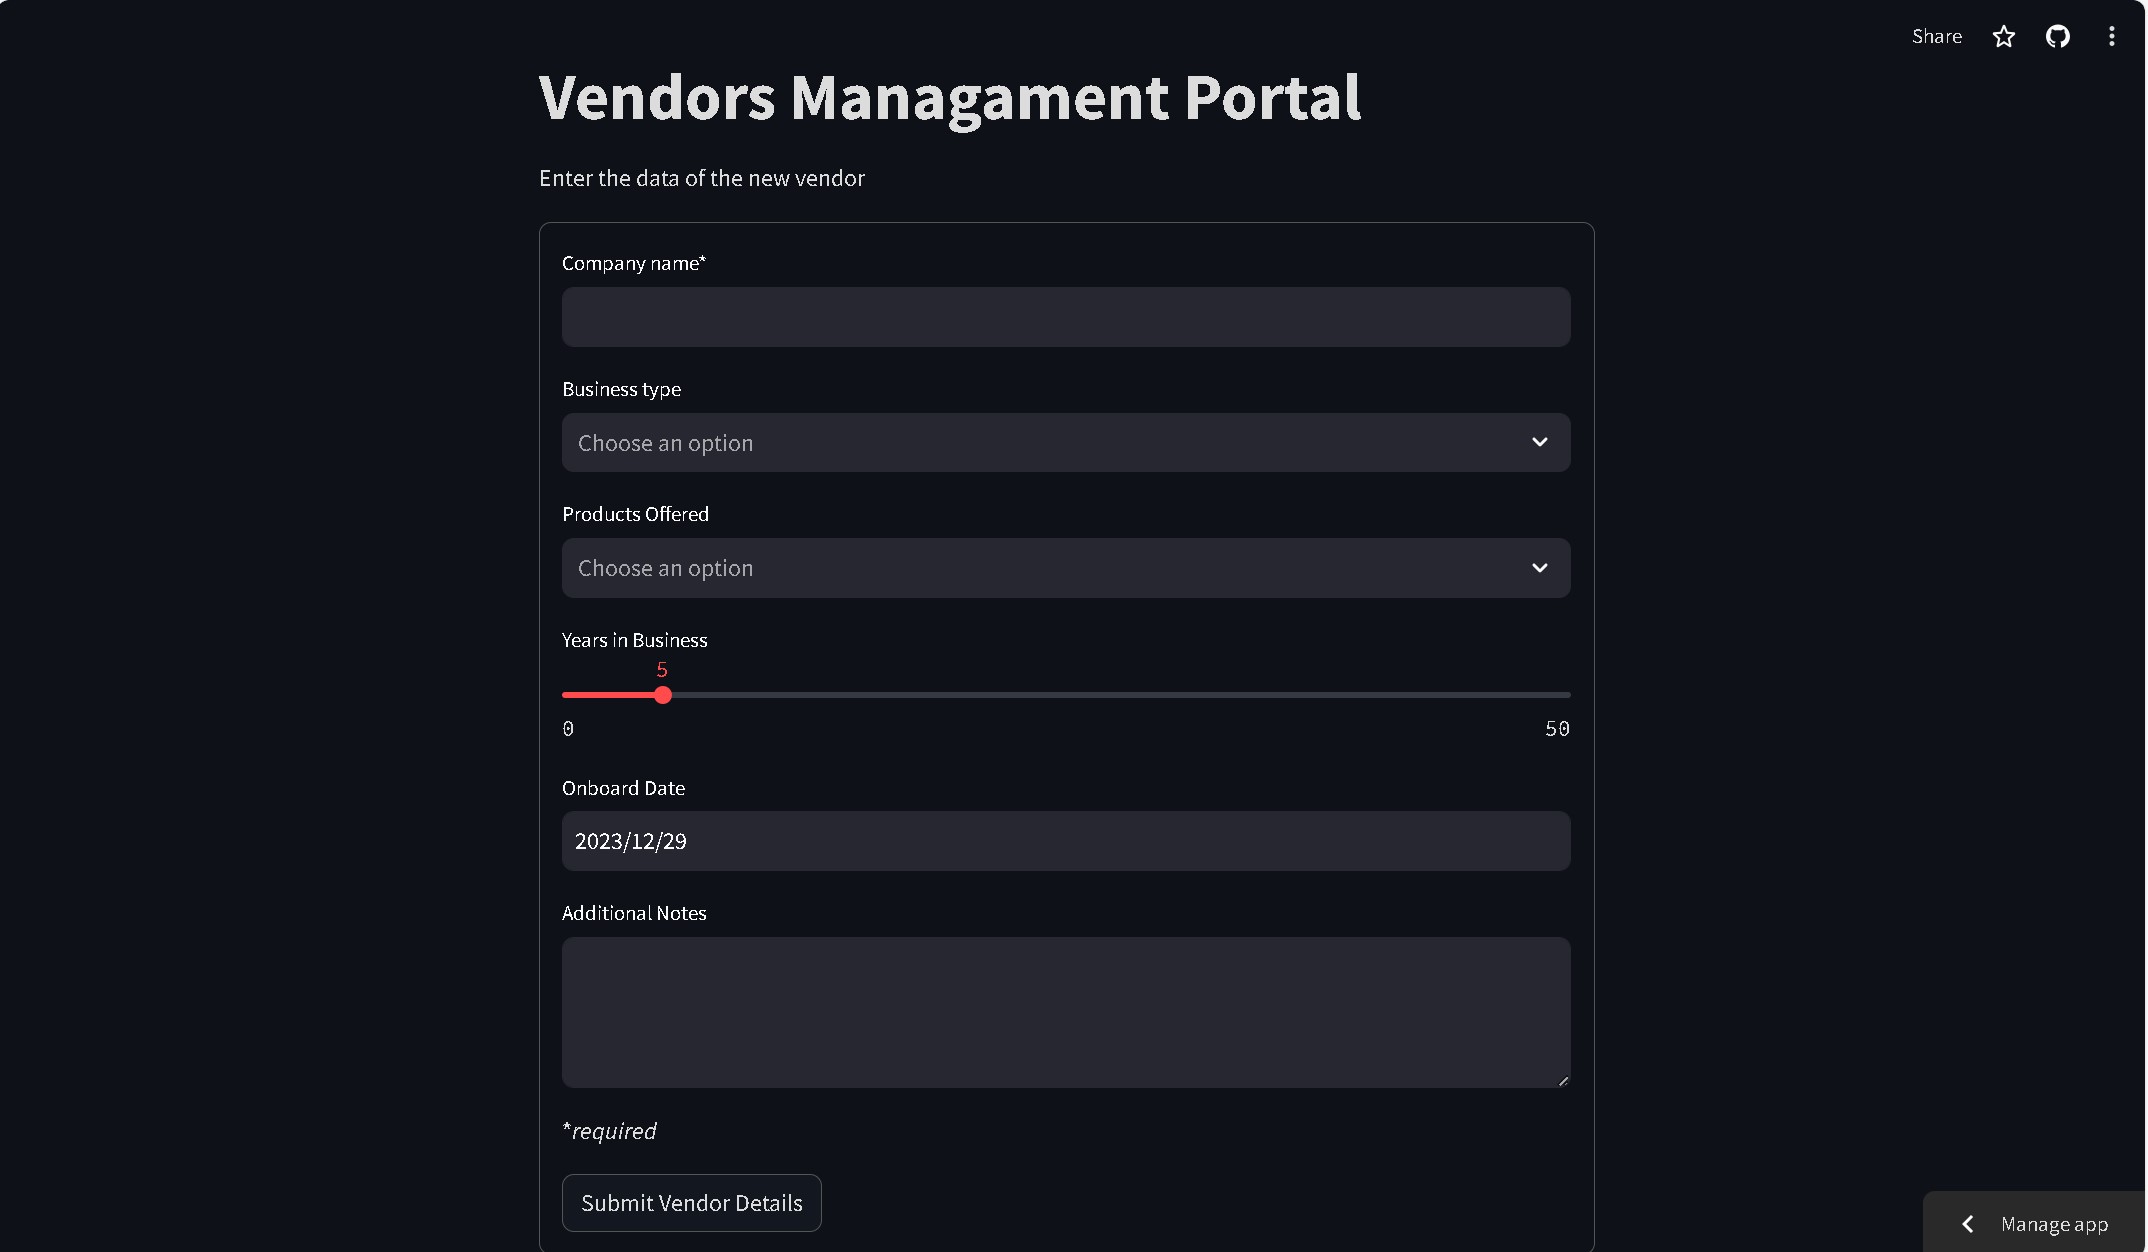 Share
Vendors Managament Portal
Enter the data of the new vendor
Company name*
Business type
Choose an option
Products Offered
Choose an option
Years in Business
5
0 50
Onboard Date
2023/12/29
Additional Notes
*required
Submit Vendor Details
Manage app